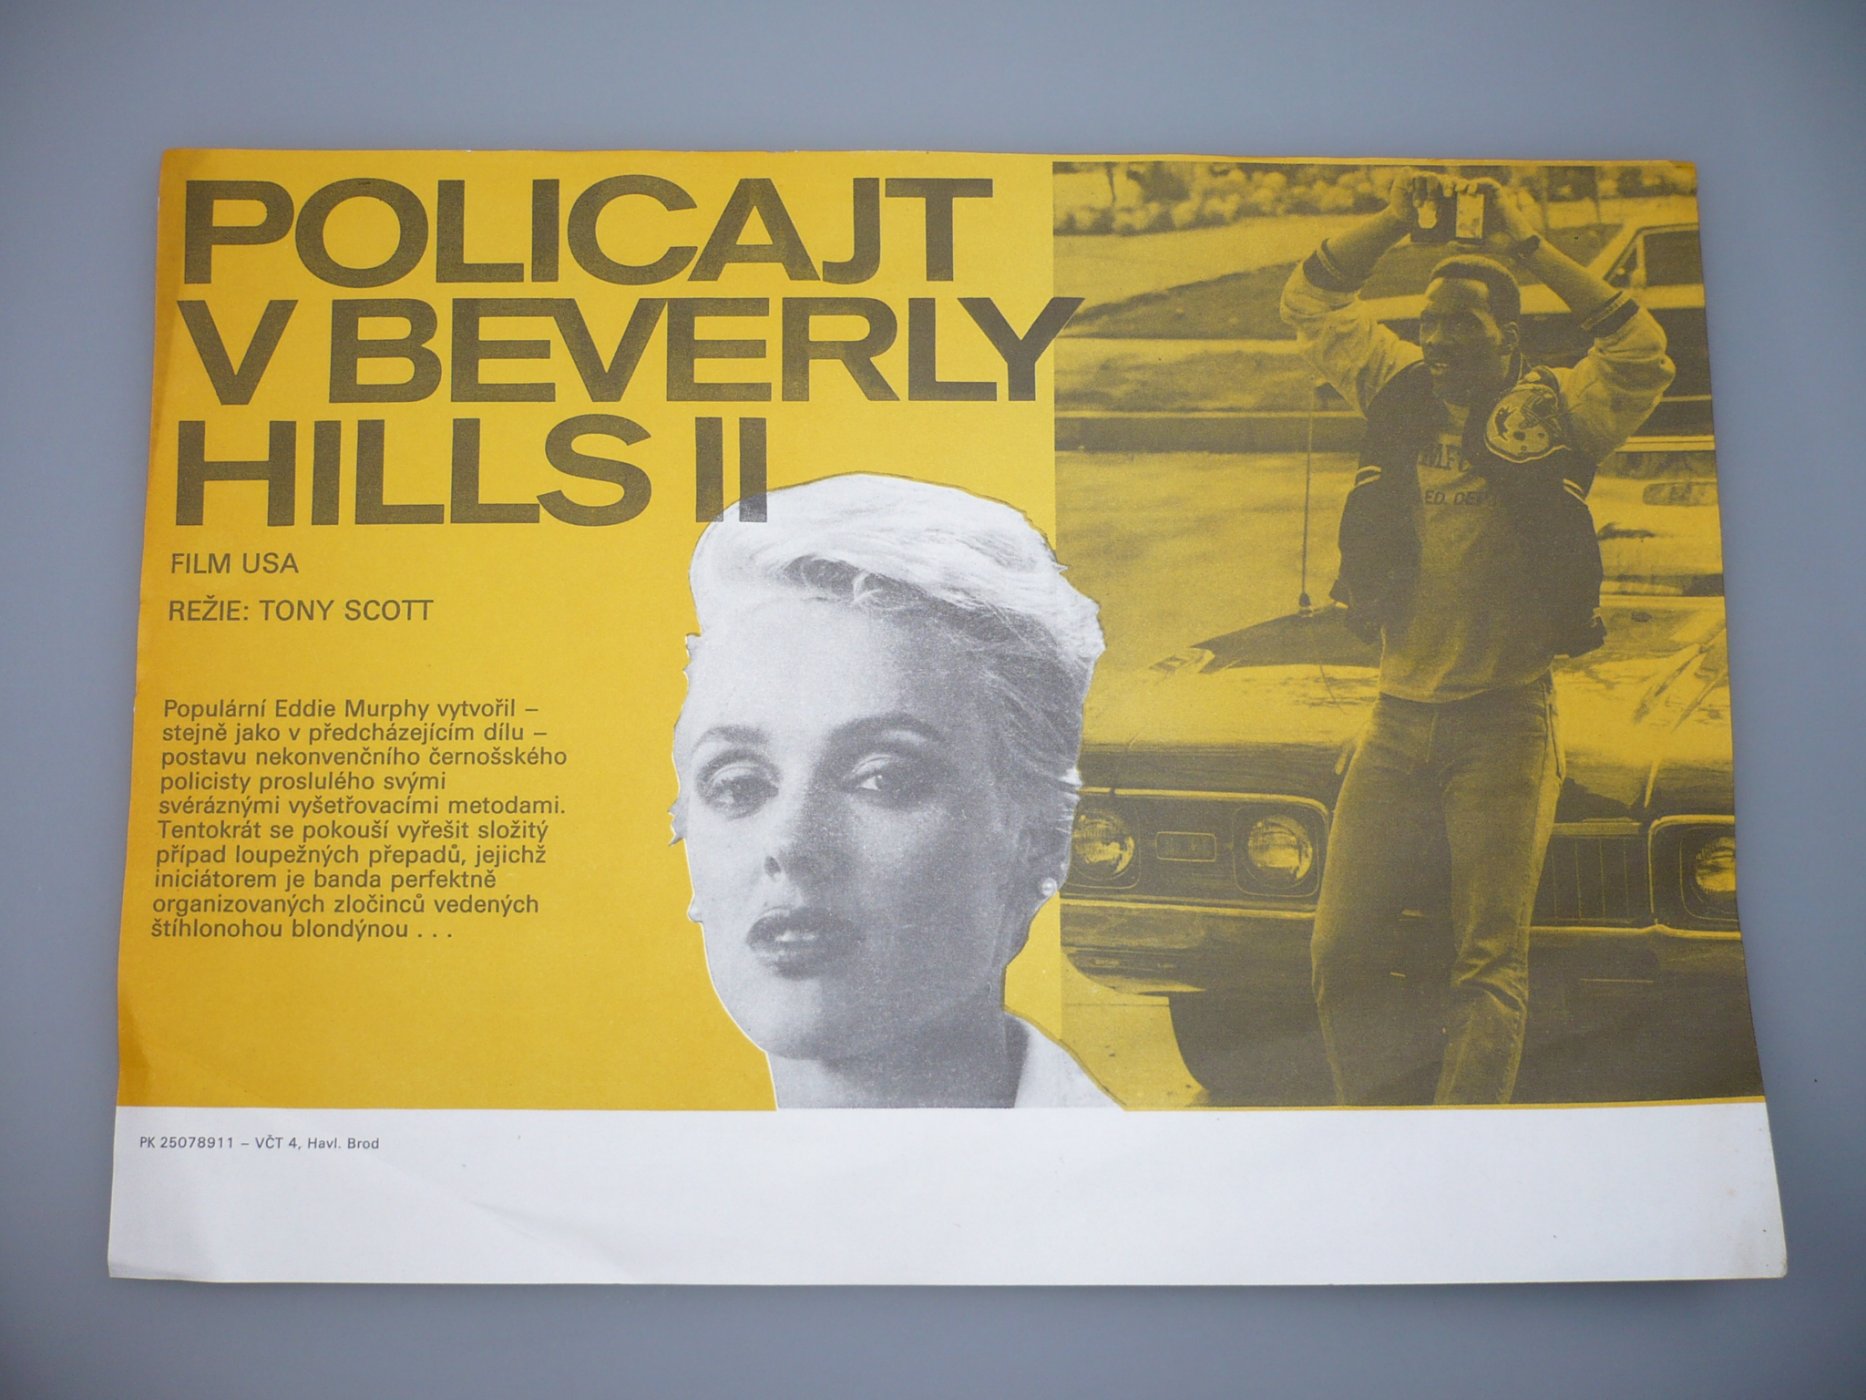 POLICAJT
V BEVERLY
HILLS II
FILM USA
REŽIE: TONY SCOTT
Populární Eddie Murphy vytvořil –
stejně jako v předcházejícím dílu –
postavu nekonvenčního černošského
policisty proslulého svými
svéráznými vyšetřovacími metodami.
Tentokrát se pokouší vyřešit složitý
případ loupežných přepadů, jejichž
iniciátorem je banda perfektně
organizovaných zločinců vedených
štíhlonohou blondýnou . . .
PK 25078911 – VČT 4, Havl. Brod